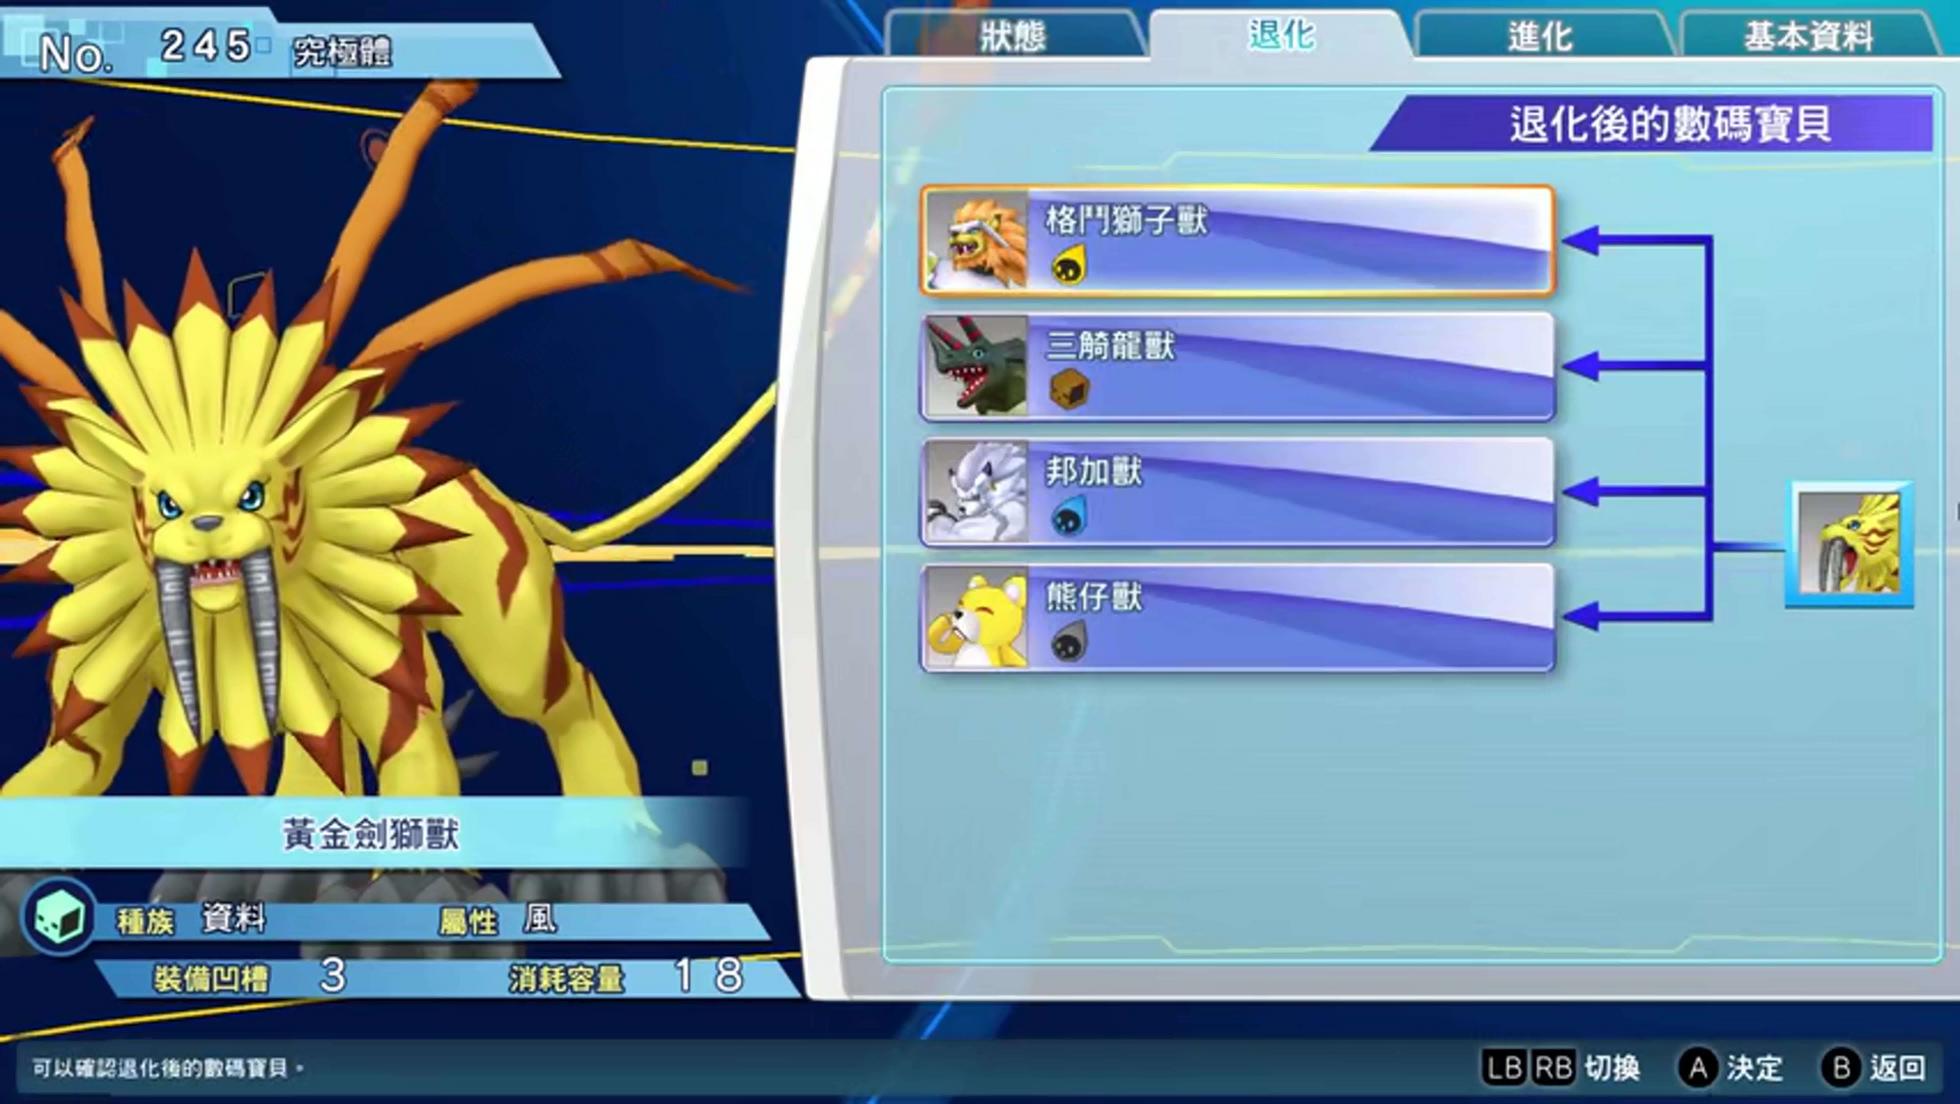 No. 245 究極體
狀態 退化 進化 基本資料
退化後的數碼寶貝
格鬥獅子獸
三觭龍獸
邦加獸
熊仔獸
黃金劍獅獸
種族 資料 屬性 風
裝備凹槽 3 消耗容量 18
可以確認退化後的數碼寶貝。
LB RB 切換 A 決定 B 返回